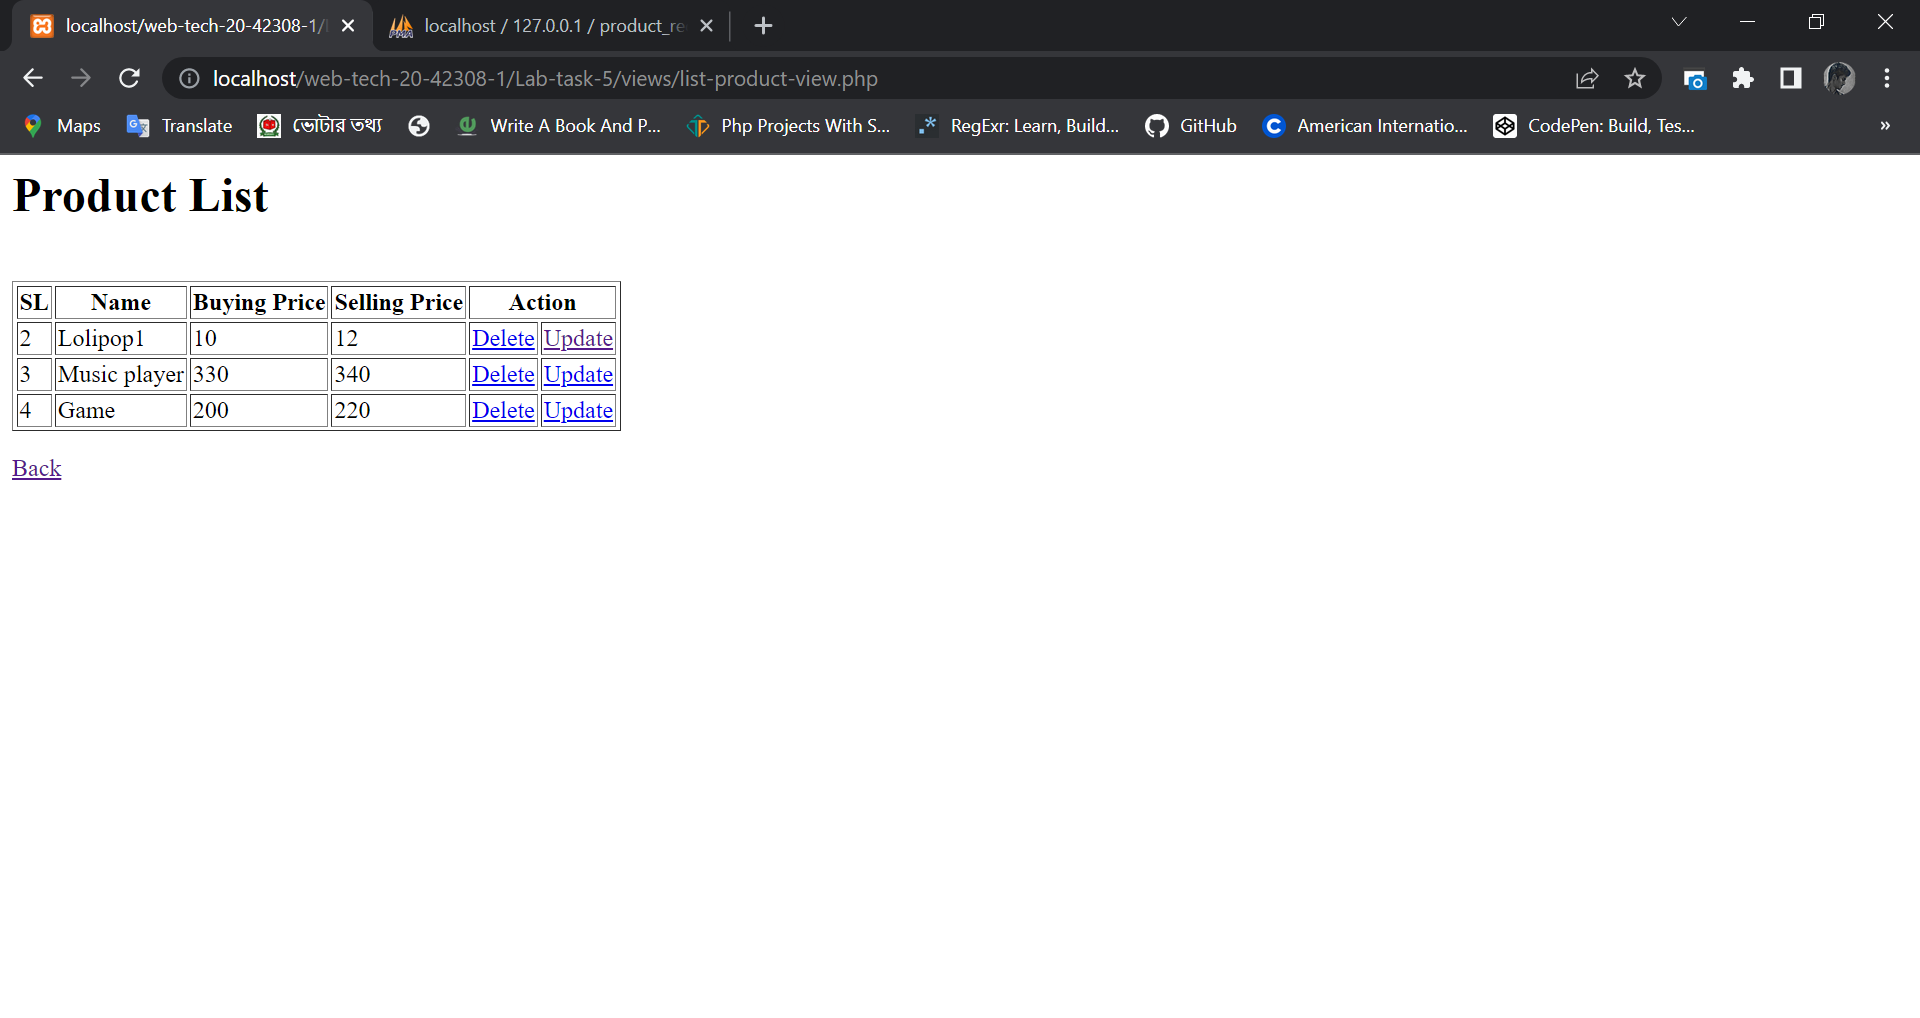 localhost/web-tech-20-42308-1/
localhost / 127.0.0.1 / product_re
localhost/web-tech-20-42308-1/Lab-task-5/views/list-product-view.php
Maps Translate ভোটার তথ্য Write A Book And P... Php Projects With S... RegExr: Learn, Build... GitHub American Internatio... CodePen: Build, Tes... »
Product List
SL Name Buying Price Selling Price Action
2 Lolipop1 10 12 Delete Update
3 Music player 330 340 Delete Update
4 Game 200 220 Delete Update
Back